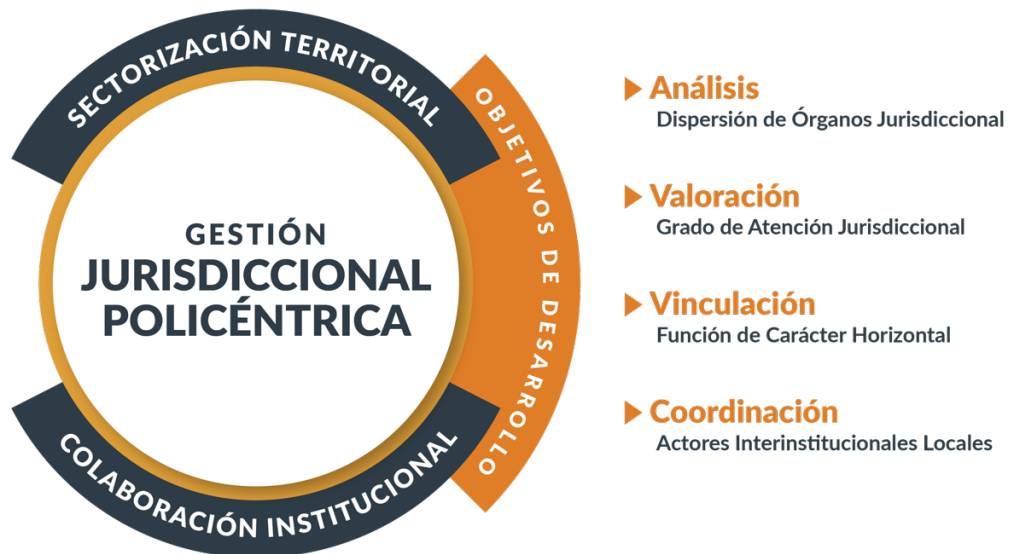 SECTORIZACIÓN TERRITORIAL
OBJETIVOS DE DESARROLLO
GESTIÓN
JURISDICCIONAL
POLICÉNTRICA
COLABORACIÓN INSTITUCIONAL
Análisis
Dispersión de Órganos Jurisdiccional
Valoración
Grado de Atención Jurisdiccional
Vinculación
Función de Carácter Horizontal
Coordinación
Actores Interinstitucionales Locales